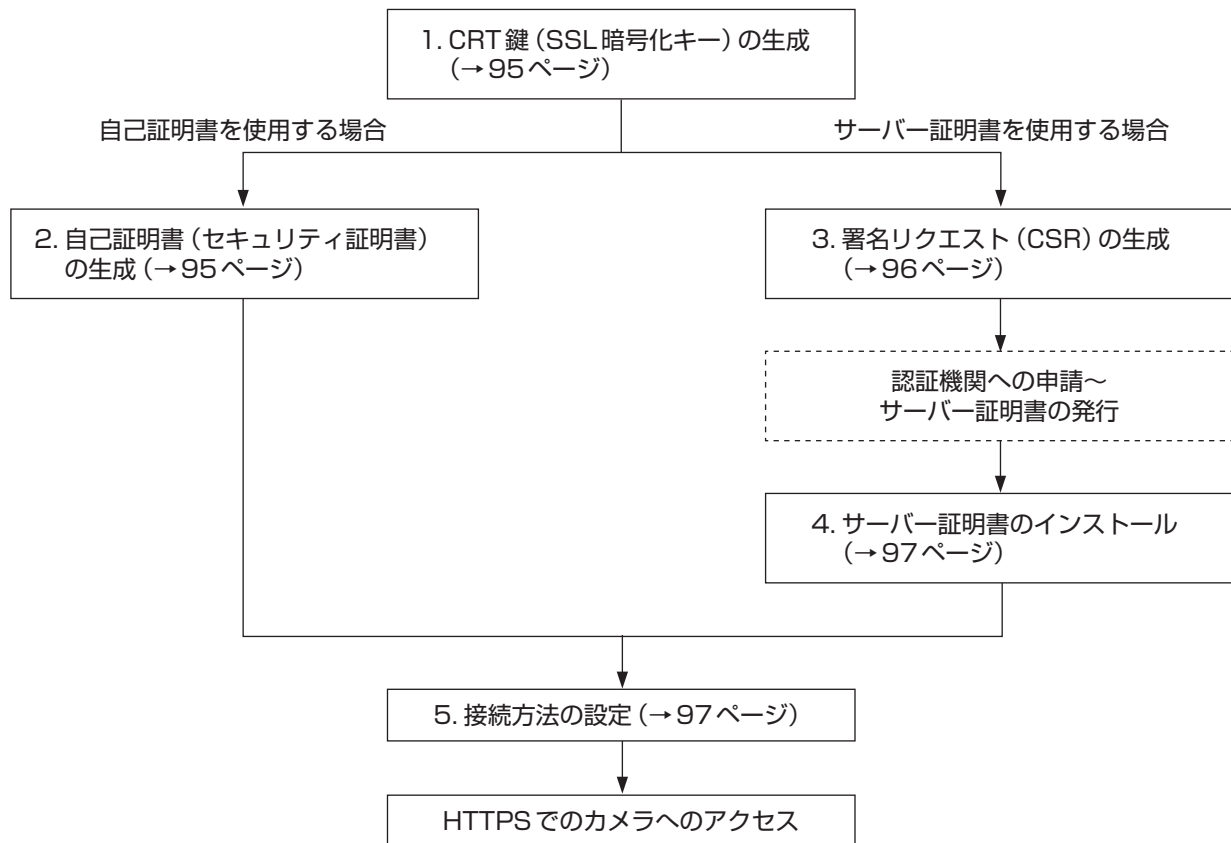 1. CRT鍵（SSL暗号化キー）の生成
（→95ページ）
自己証明書を使用する場合
サーバー証明書を使用する場合
2. 自己証明書（セキュリティ証明書）
の生成（→95ページ）
3. 署名リクエスト（CSR）の生成
（→96ページ）
認証機関への申請～
サーバー証明書の発行
4. サーバー証明書のインストール
（→97ページ）
5. 接続方法の設定（→97ページ）
HTTPSでのカメラへのアクセス